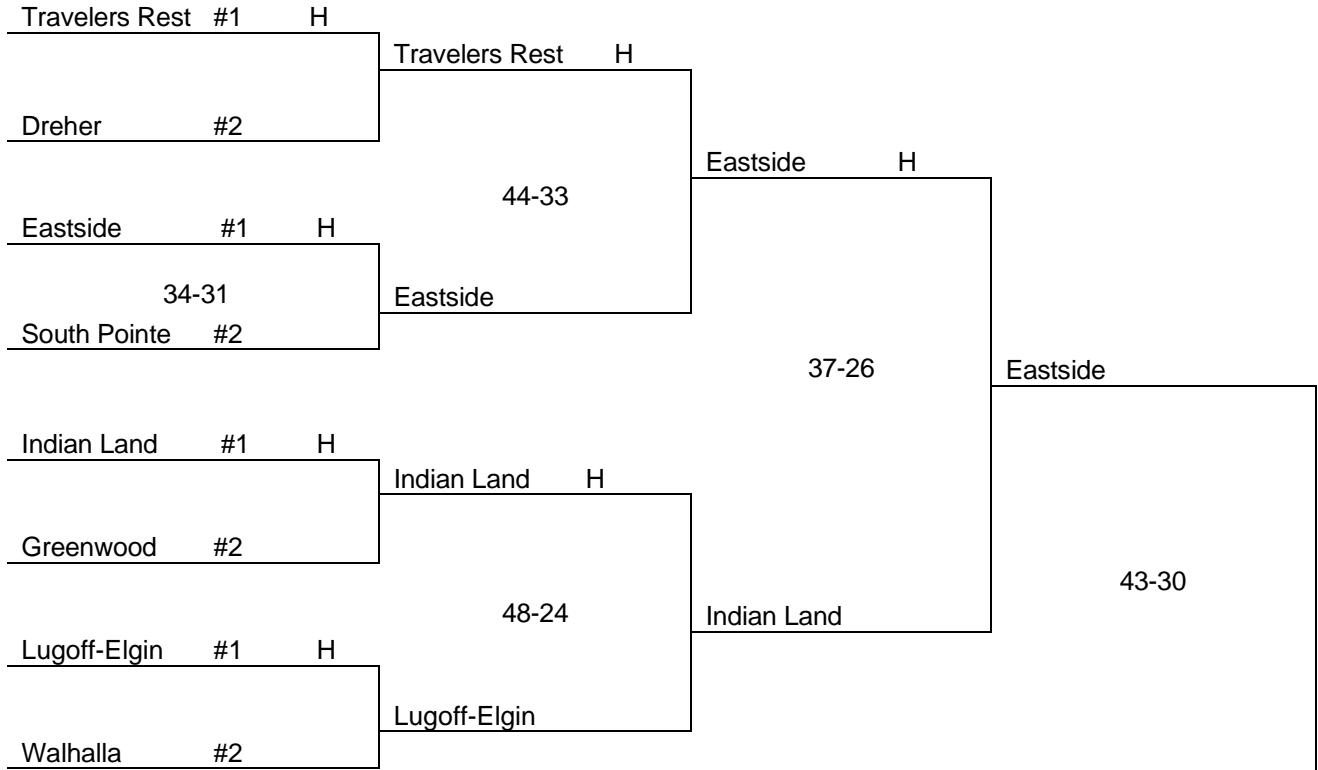 Travelers Rest #1 H
Travelers Rest H
Dreher #2
Eastside H
44-33
Eastside #1 H
34-31
Eastside
South Pointe #2
37-26
Eastside
Indian Land #1 H
Indian Land H
Greenwood #2
43-30
48-24
Indian Land
Lugoff-Elgin #1 H
Lugoff-Elgin
Walhalla #2